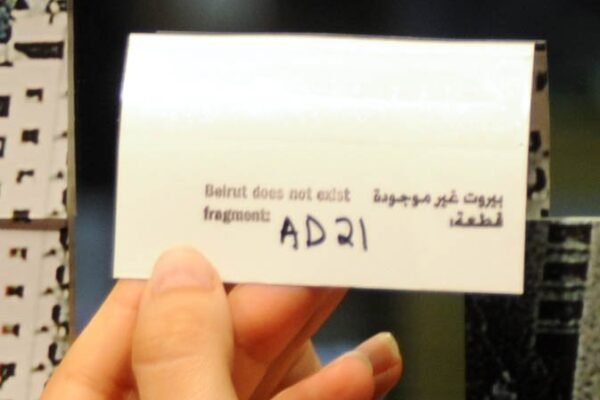 Beirut does not exist
fragment: AD21
بيروت غير موجودة
قطعة: